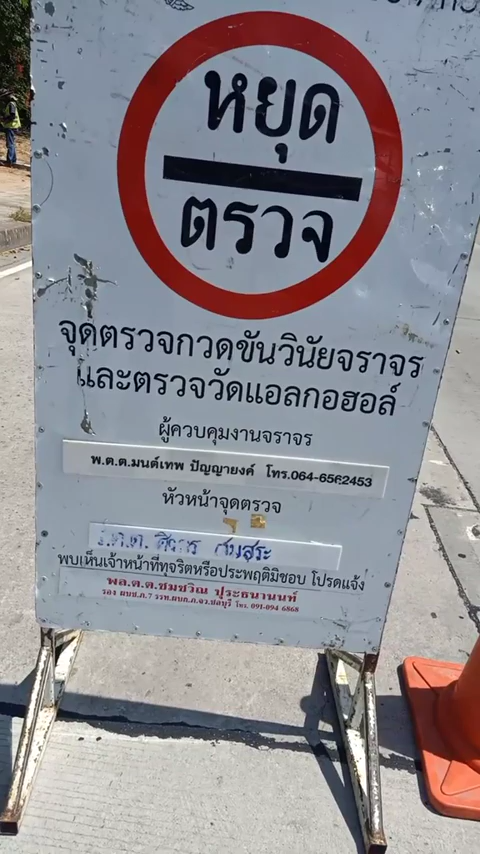 หยุด
ตรวจ
จุดตรวจกวดขันวินัยจราจร
และตรวจวัดแอลกอฮอล์
ผู้ควบคุมงานจราจร
พ.ต.ต.มนต์เทพ ปัญญายงค์ โทร.064-6562453
หัวหน้าจุดตรวจ
พบเห็นเจ้าหน้าที่ทุจริตหรือประพฤติมิชอบ โปรดแจ้ง
พล.ต.ต.ชมชวิณ ปุระธนานนท์
รอง ผบช.ภ.7 รรท.ผบก.ภ.จว.ชลบุรี โทร. 091-094 6868